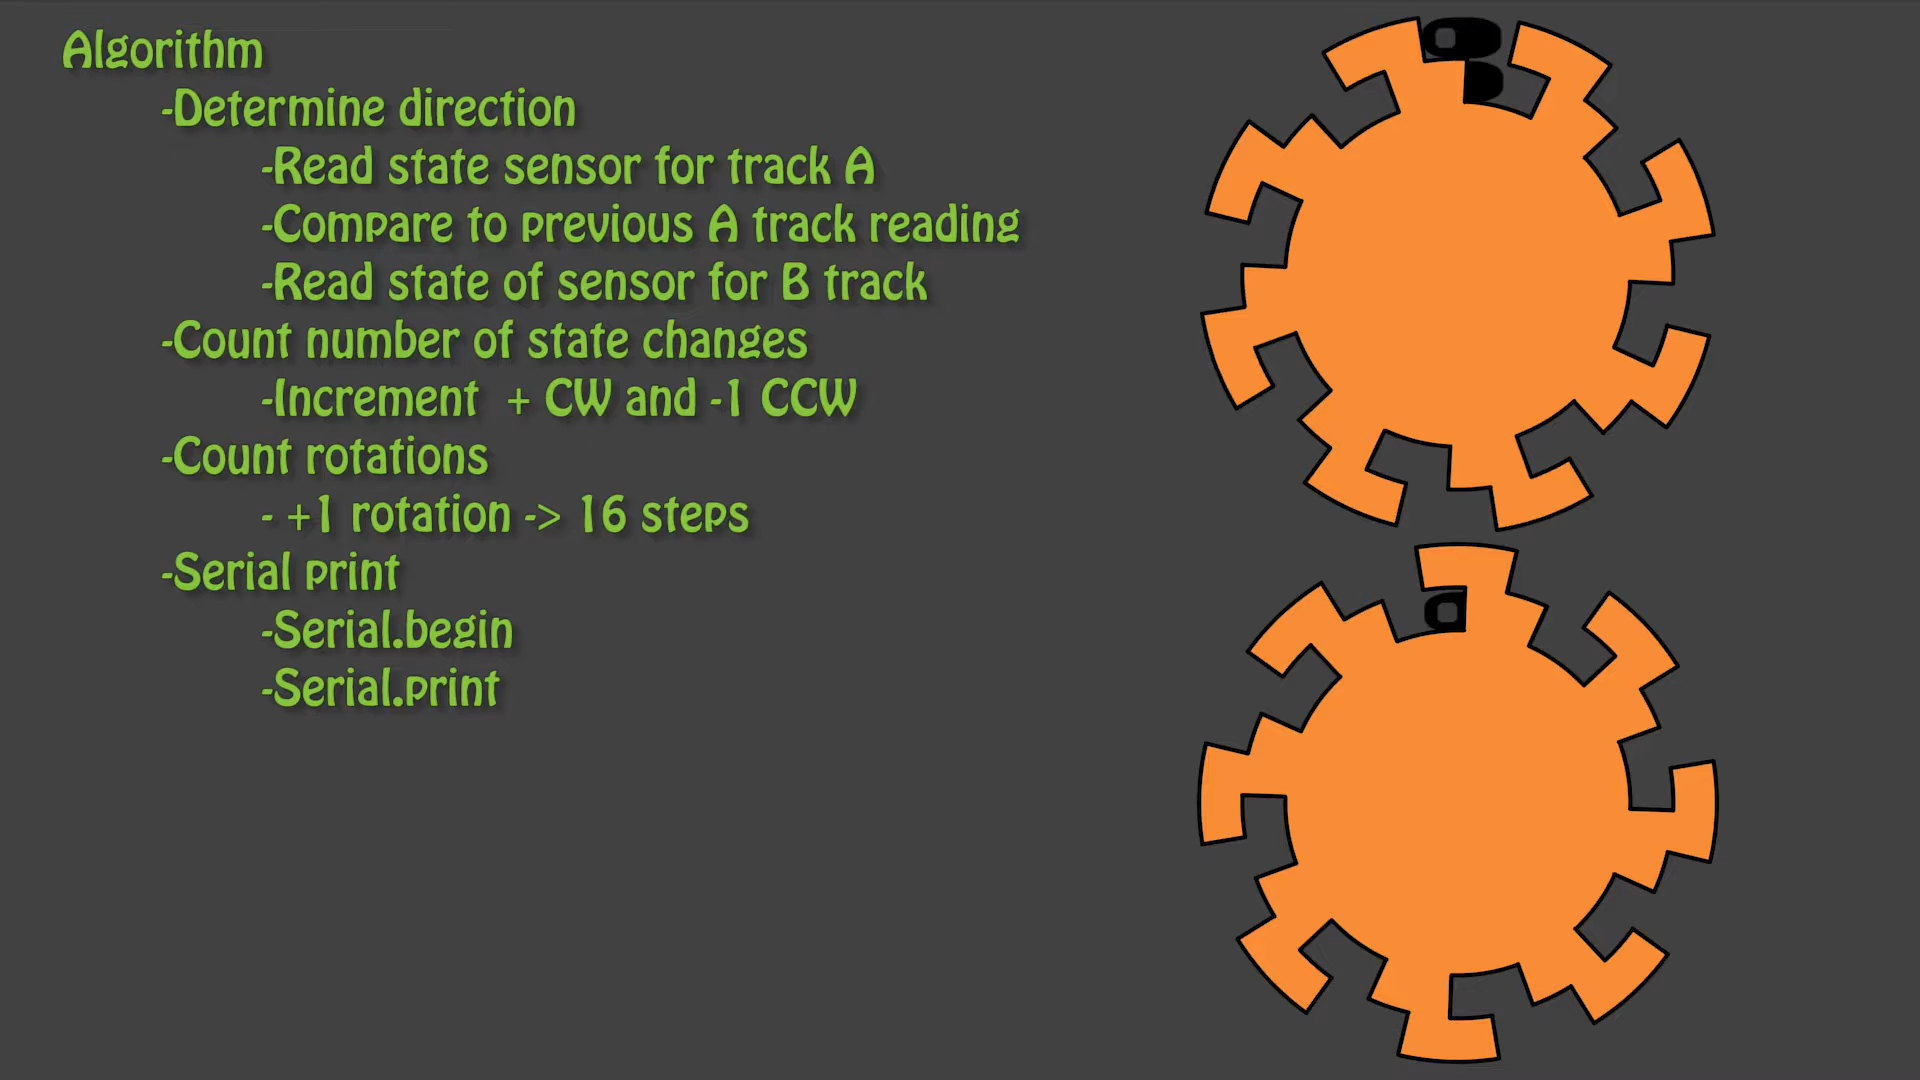 Algorithm
-Determine direction
-Read state sensor for track A
-Compare to previous A track reading
-Read state of sensor for B track
-Count number of state changes
-Increment + CW and -1 CCW
-Count rotations
- +1 rotation -> 16 steps
-Serial print
-Serial.begin
-Serial.print